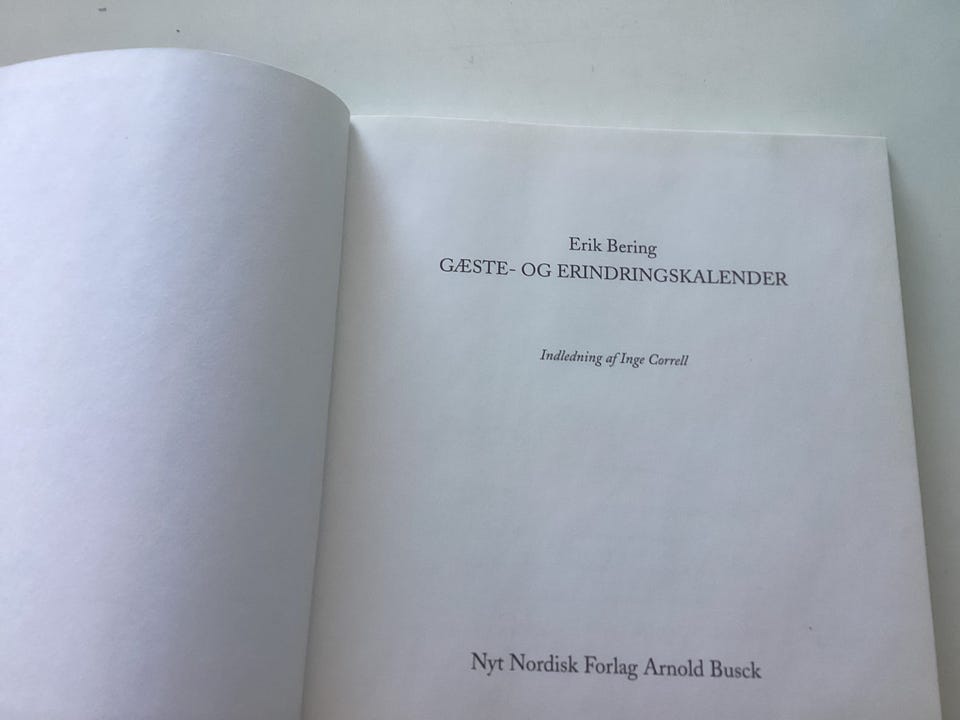 Erik Bering
GÆSTE- OG ERINDRINGSKALENDER
Indledning af Inge Correll
Nyt Nordisk Forlag Arnold Busck